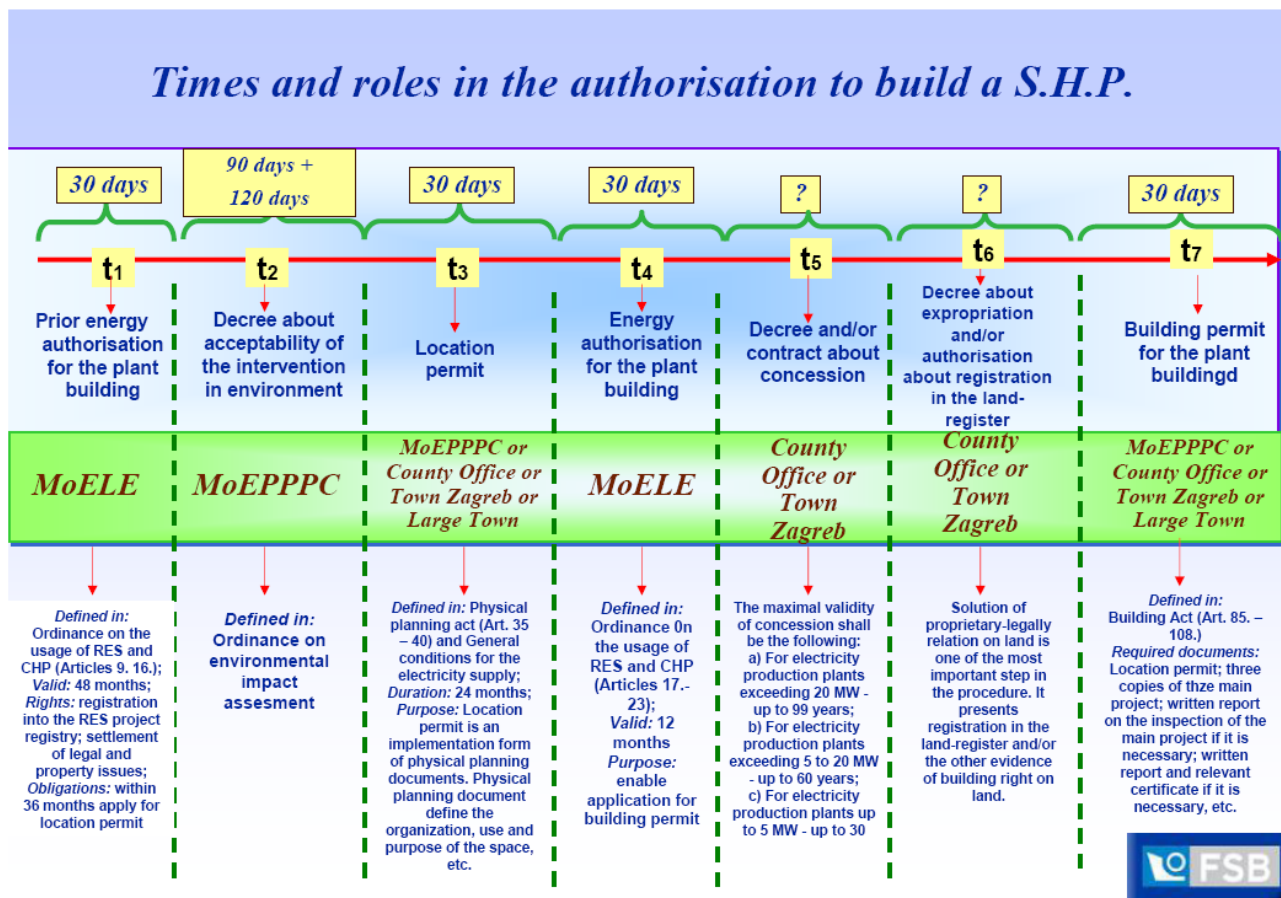 Times and roles in the authorisation to build a S.H.P.
30 days
90 days +
120 days
30 days
30 days
?
?
30 days
t1
t2
t3
t4
t5
t6
t7
Prior energy
authorisation
for the plant
building
Decree about
acceptability of
the intervention
in environment
Location
permit
Energy
authorisation
for the plant
building
Decree and/or
contract about
concession
Decree about
expropriation
and/or
authorisation
about registration
in the land-
register
Building permit
for the plant
buildingd
MoELE
MoEPPPC
MoEPPPC or
County Office or
Town Zagreb or
Large Town
MoELE
County
Office or
Town
Zagreb
County
Office or
Town
Zagreb
MoEPPPC or
County Office or
Town Zagreb or
Large Town
Defined in:
Ordinance on the
usage of RES and
CHP (Articles 9. 16.);
Valid: 48 months;
Rights: registration
into the RES project
registry; settlement
of legal and
property issues;
Obligations: within
36 months apply for
location permit
Defined in:
Ordinance on
environmental
impact
assesment
Defined in: Physical
planning act (Art. 35
– 40) and General
conditions for the
electricity supply;
Duration: 24 months;
Purpose: Location
permit is an
implementation form
of physical planning
documents. Physical
planning document
define the
organization, use and
purpose of the space,
etc.
Defined in:
Ordinance 0n
the usage of
RES and CHP
(Articles 17.-
23);
Valid: 12
months
Purpose:
enable
application for
building permit
The maximal validity
of concession shall
be the following:
a) For electricity
production plants
exceeding 20 MW -
up to 99 years;
b) For electricity
production plants
exceeding 5 to 20 MW
- up to 60 years;
c) For electricity
production plants up
to 5 MW - up to 30
Solution of
proprietary-legally
relation on land is
one of the most
important step in
the procedure. It
presents
registration in the
land-register and/or
the other evidence
of building right on
land.
Defined in:
Building Act (Art. 85. –
108.)
Required documents:
Location permit; three
copies of thze main
project; written report
on the inspection of the
main project if it is
necessary; written
report and relevant
certificate if it is
necessary, etc.
FSB